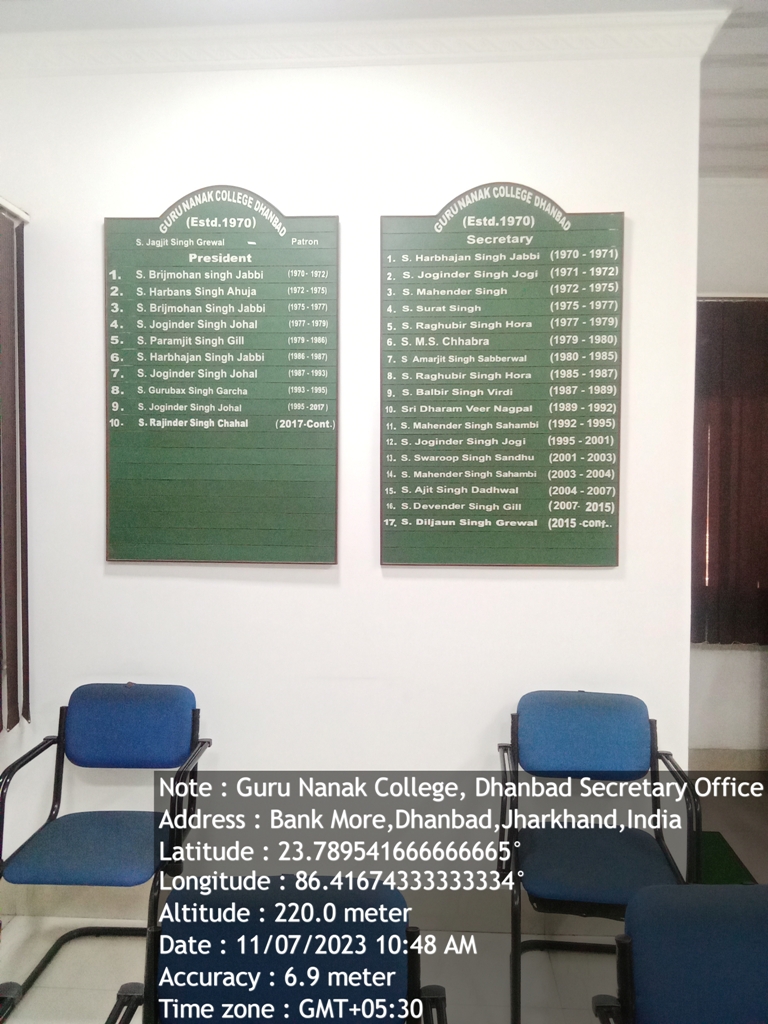 GURU NANAK COLLEGE DHANBAD
(Estd.1970)
S. Jagjit Singh Grewal – Patron
President
1. S. Brijmohan singh Jabbi (1970-1972)
2. S. Harbans Singh Ahuja (1972-1975)
3. S. Brijmohan Singh Jabbi (1975-1977)
4. S. Joginder Singh Johal (1977-1979)
5. S. Paramjit Singh Gill (1979-1986)
6. S. Harbhajan Singh Jabbi (1986-1987)
7. S. Joginder Singh Johal (1987-1993)
8. S. Gurubax Singh Garcha (1993-1995)
9. S. Joginder Singh Johal (1995-2017)
10. S. Rajinder Singh Chahal (2017-Cont.)
GURU NANAK COLLEGE DHANBAD
(Estd.1970)
Secretary
1. S. Harbhajan Singh Jabbi (1970 - 1971)
2. S. Joginder Singh Jogi (1971 - 1972)
3. S. Mahender Singh (1972 - 1975)
4. S. Surat Singh (1975 - 1977)
5. S. Raghubir Singh Hora (1977 - 1979)
6. S. M.S. Chhabra (1979 - 1980)
7. S Amarjit Singh Sabberwal (1980 - 1985)
8. S. Raghubir Singh Hora (1985 - 1987)
9. S. Balbir Singh Virdi (1987 - 1989)
10. Sri Dharam Veer Nagpal (1989 - 1992)
11. S. Mahender Singh Sahambi (1992 - 1995)
12. S. Joginder Singh Jogi (1995 - 2001)
13. S. Swaroop Singh Sandhu (2001 - 2003)
14. S. Mahender Singh Sahambi (2003 - 2004)
15. S. Ajit Singh Dadhwal (2004 - 2007)
16. S. Devender Singh Gill (2007- 2015)
17. S. Diljaun Singh Grewal (2015 -cont..
Note : Guru Nanak College, Dhanbad Secretary Office
Address : Bank More,Dhanbad,Jharkhand,India
Latitude : 23.789541666666665°
Longitude : 86.41674333333334°
Altitude : 220.0 meter
Date : 11/07/2023 10:48 AM
Accuracy : 6.9 meter
Time zone : GMT+05:30